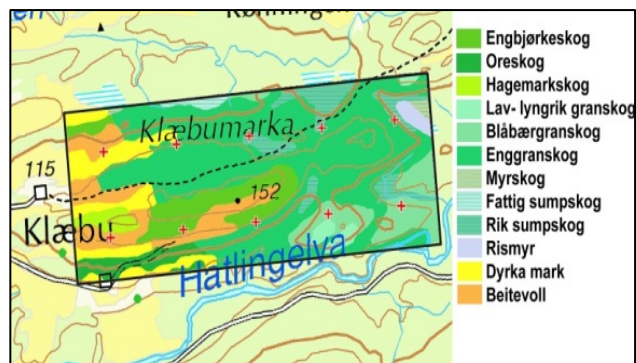 Klæbumarka
115
152
Klæbu
Hatlingelva
Engbjørkeskog
Oreskog
Hagemarkskog
Lav- lyngrik granskog
Blåbærgranskog
Enggranskog
Myrskog
Fattig sumpskog
Rik sumpskog
Rismyr
Dyrka mark
Beitevoll